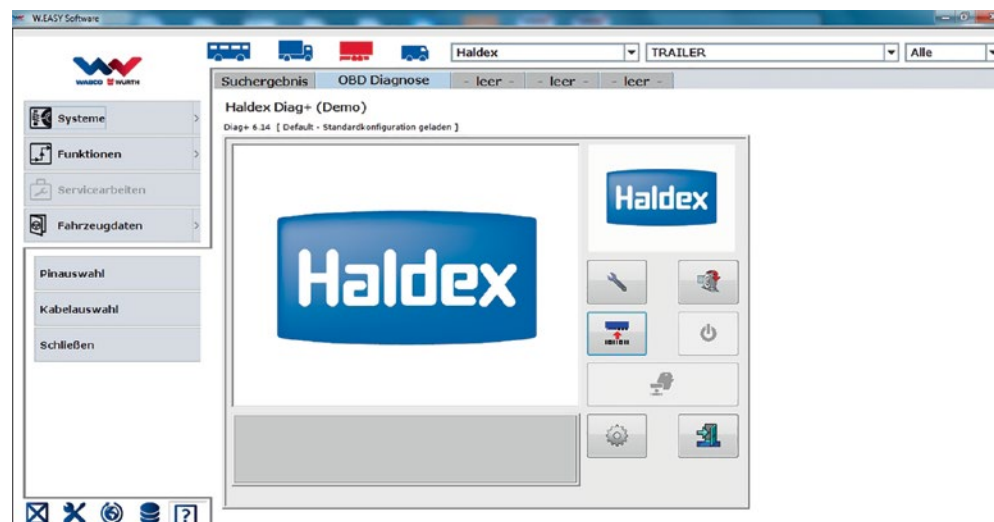 W.EASY Software
WABCO WÜRTH
Haldex
TRAILER
Alle
Suchergebnis
OBD Diagnose
- leer -
- leer -
- leer -
Haldex Diag+ (Demo)
Diag+ 6.14 [ Default - Standardkonfiguration geladen ]
Systeme
Funktionen
Servicearbeiten
Fahrzeugdaten
Pinauswahl
Kabelauswahl
Schließen
Haldex
Haldex
?